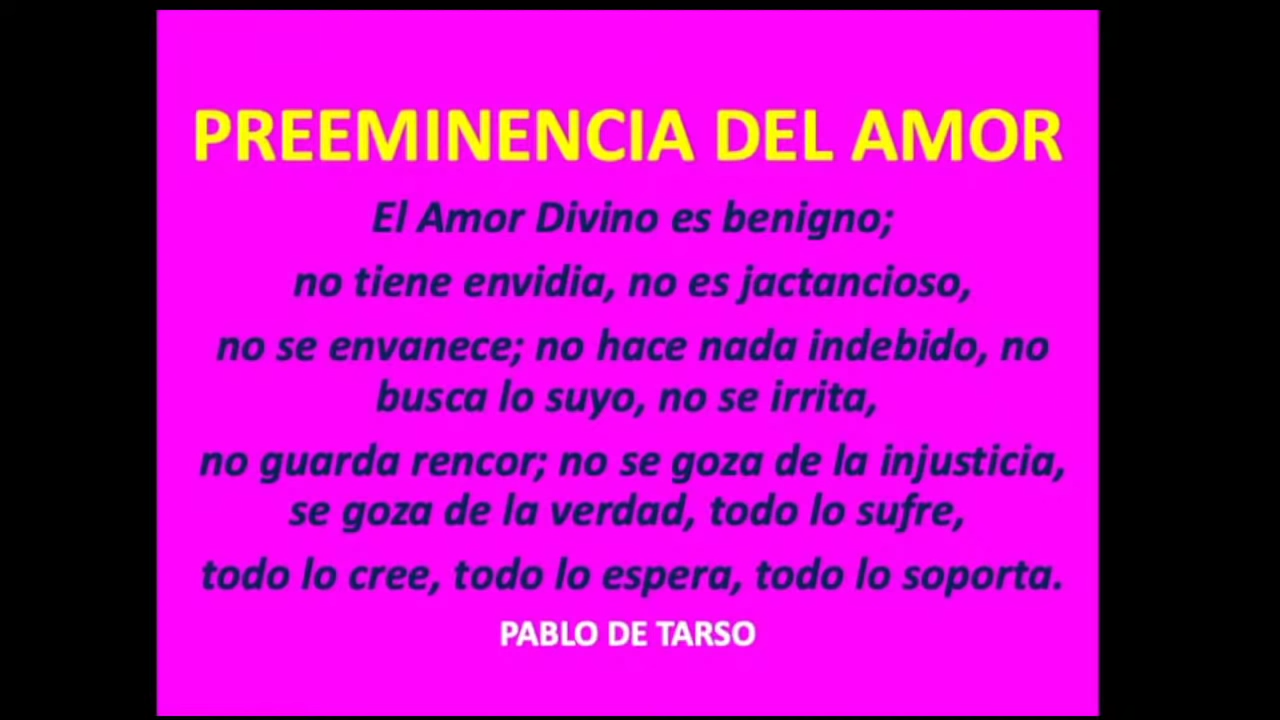 PREEMINENCIA DEL AMOR
El Amor Divino es benigno;
no tiene envidia, no es jactancioso,
no se envanece; no hace nada indebido, no
busca lo suyo, no se irrita,
no guarda rencor; no se goza de la injusticia,
se goza de la verdad, todo lo sufre,
todo lo cree, todo lo espera, todo lo soporta.
PABLO DE TARSO